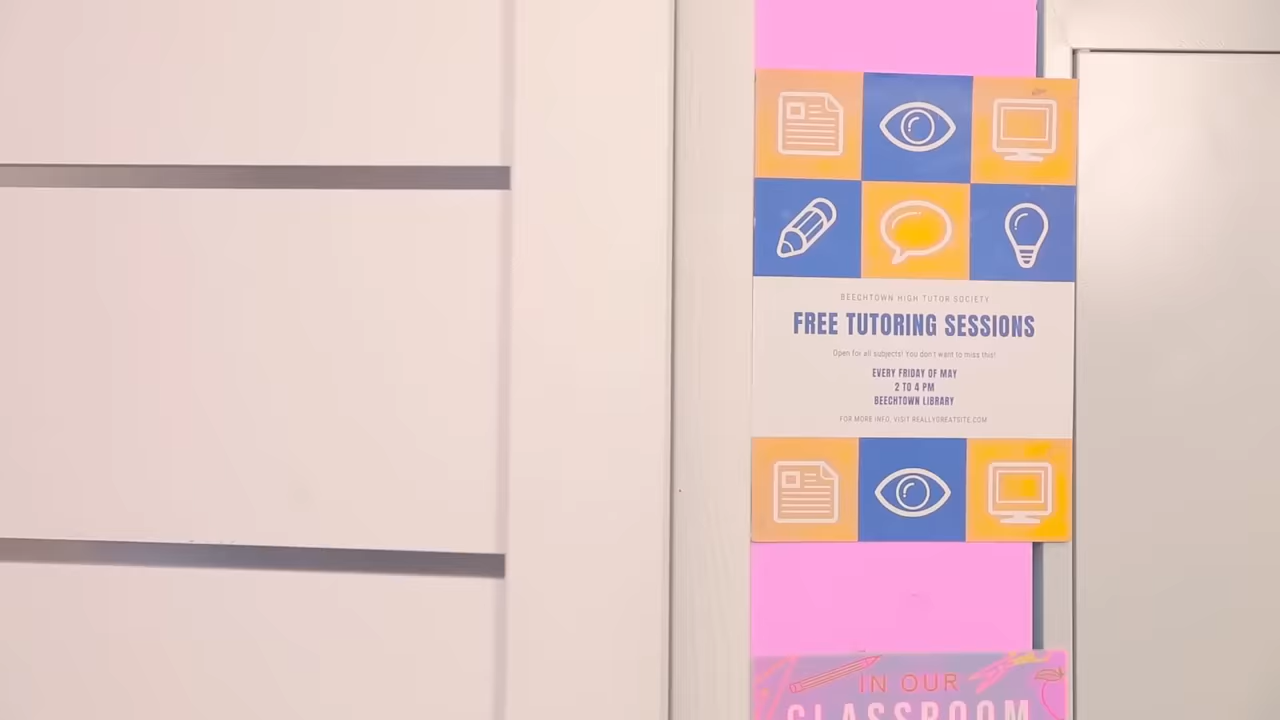 BEECHTOWN HIGH TUTOR SOCIETY
FREE TUTORING SESSIONS
Open for all subjects! You don't want to miss this!
EVERY FRIDAY OF MAY
2 TO 4 PM
BEECHTOWN LIBRARY
FOR MORE INFO, VISIT REALLYGREATSITE.COM
IN OUR
CLASSROOM